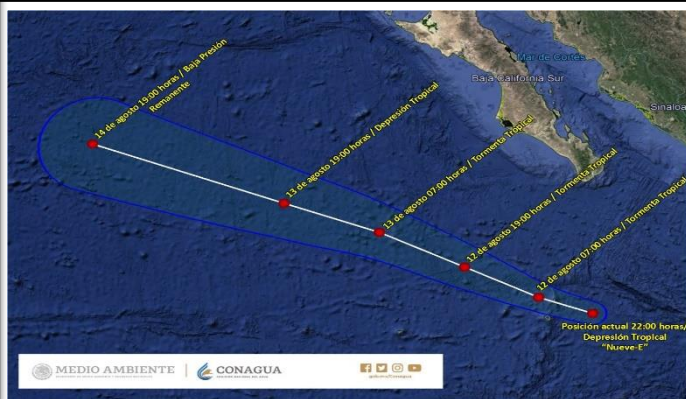 Mar de Cortés
Baja California Sur
Sinaloa
14 de agosto 19:00 horas / Baja Presión
Remanente
13 de agosto 19:00 horas / Depresión Tropical
13 de agosto 07:00 horas / Tormenta Tropical
12 de agosto 19:00 horas / Tormenta Tropical
12 de agosto 07:00 horas / Tormenta Tropical
Posición actual 22:00 horas/
Depresión Tropical
"Nueve-E"
MEDIO AMBIENTE
CONAGUA